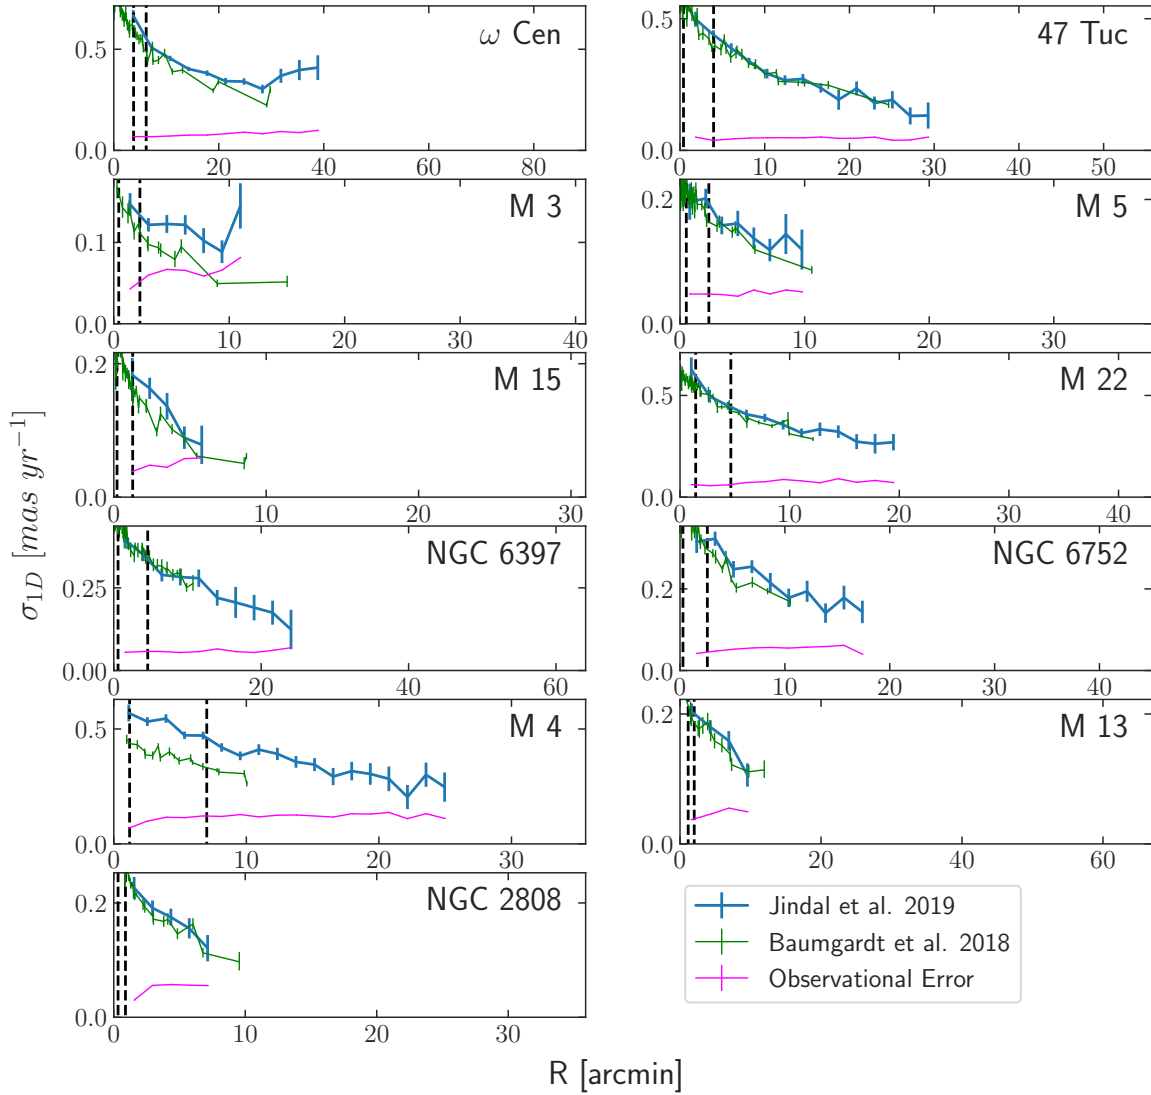 ω Cen
0.5
0.0
0 20 40 60 80
47 Tuc
0.5
0.0
0 10 20 30 40 50
M 3
0.1
0.0
0 10 20 30 40
M 5
0.2
0.0
0 10 20 30
M 15
0.2
0.0
0 10 20 30
M 22
0.5
0.0
0 10 20 30 40
NGC 6397
0.25
0.00
0 20 40 60
NGC 6752
0.2
0.0
0 10 20 30 40
M 4
0.5
0.0
0 10 20 30
M 13
0.2
0.0
0 20 40 60
NGC 2808
0.2
0.0
0 10 20 30
σ1D [mas yr−1]
R [arcmin]
Jindal et al. 2019
Baumgardt et al. 2018
Observational Error